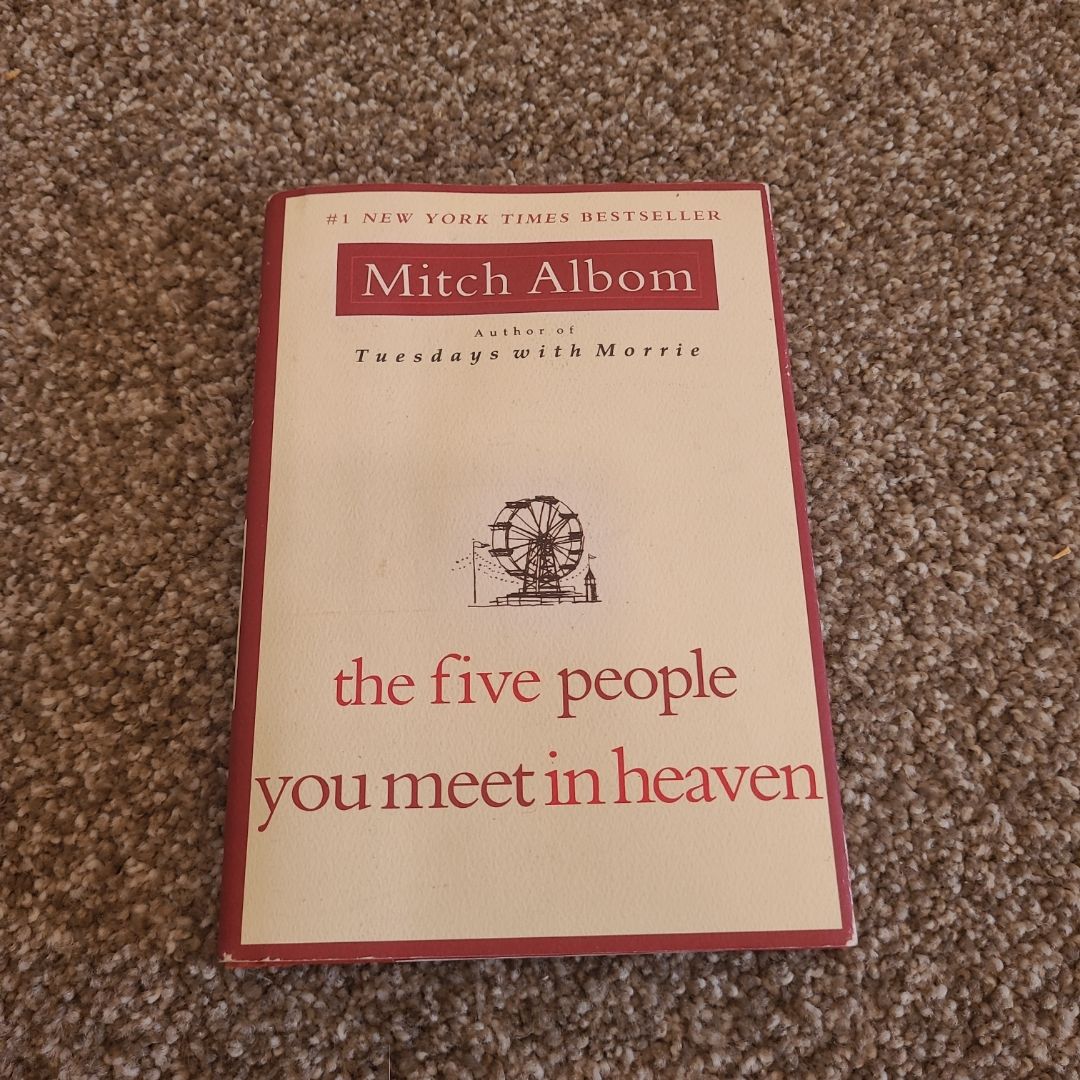 #1 NEW YORK TIMES BESTSELLER
Mitch Albom
Author of
Tuesdays with Morrie
the five people
you meet in heaven